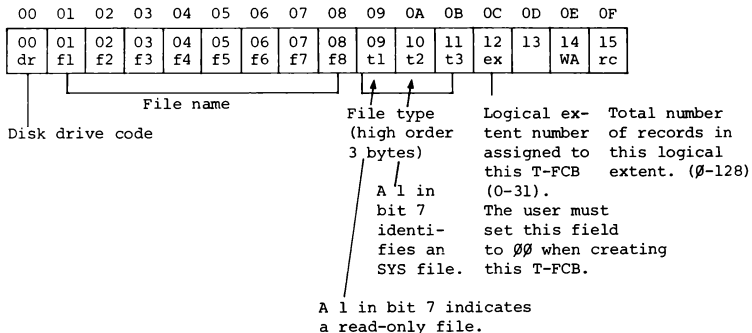 00 01 02 03 04 05 06 07 08 09 0A 0B 0C 0D 0E 0F
00 01 02 03 04 05 06 07 08 09 10 11 12 13 14 15
dr f1 f2 f3 f4 f5 f6 f7 f8 t1 t2 t3 ex WA rc
File name
Disk drive code
File type
(high order
3 bytes)
A 1 in
bit 7
identi-
fies an
SYS file.
Logical ex-
tent number
assigned to
this T-FCB
(0-31).
The user must
set this field
to ØØ when creating
this T-FCB.
Total number
of records in
this logical
extent. (Ø-128)
A 1 in bit 7 indicates
a read-only file.